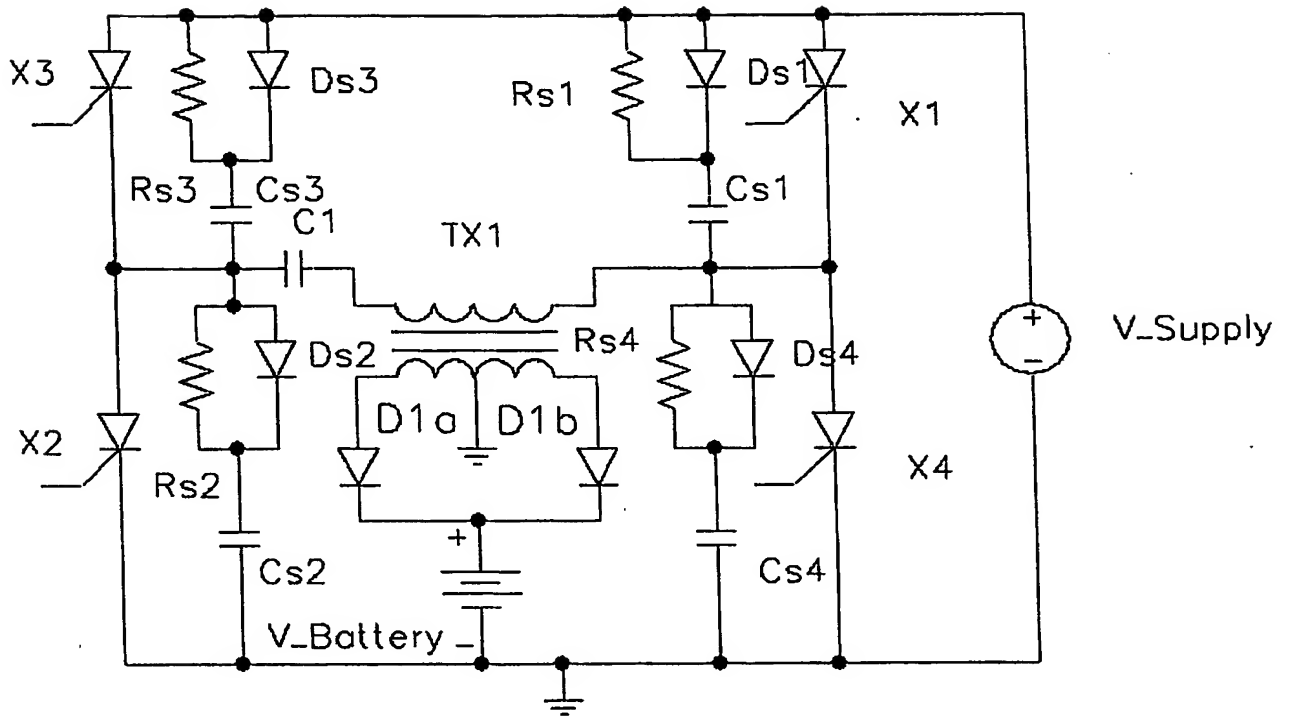 X3
Ds3
Rs1
Ds1
X1
Rs3
Cs3
Cs1
C1
TX1
+
-
V_Supply
Rs4
Ds2
Ds4
D1a
D1b
X2
X4
Rs2
+
Cs2
Cs4
V_Battery
-